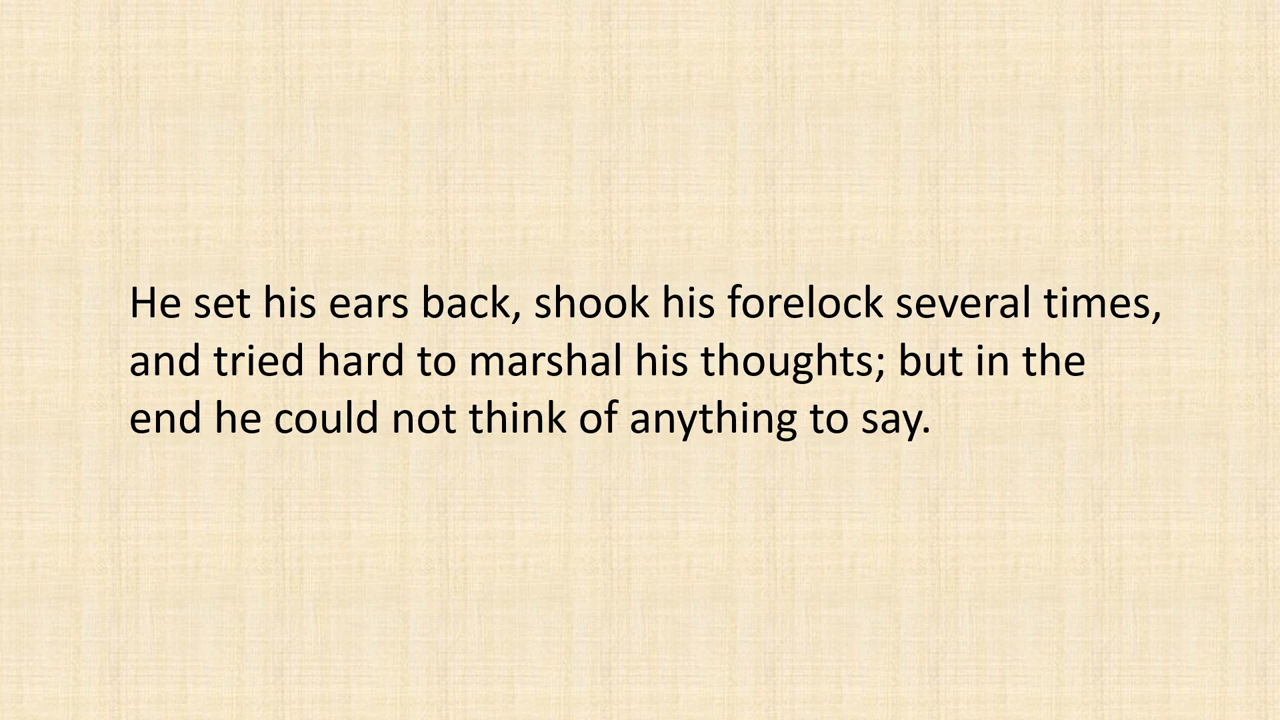 He set his ears back, shook his forelock several times,
and tried hard to marshal his thoughts; but in the
end he could not think of anything to say.